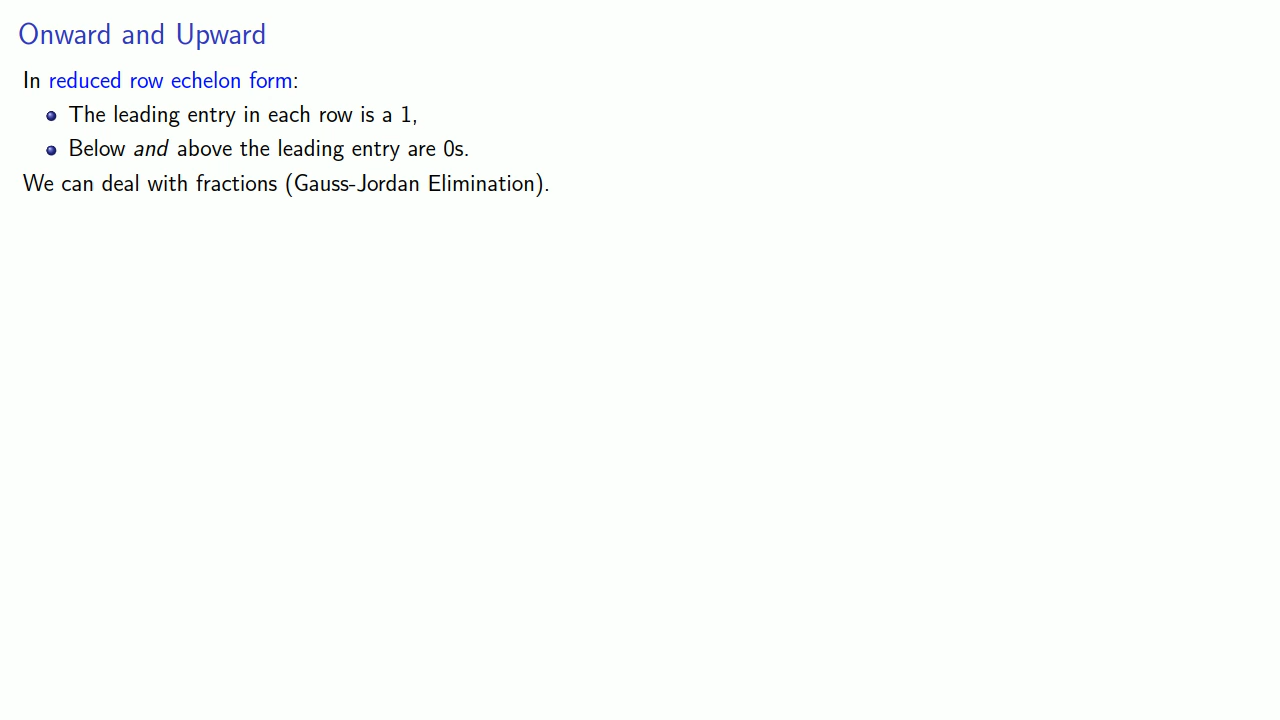 Onward and Upward
In reduced row echelon form:
The leading entry in each row is a 1,
Below and above the leading entry are 0s.
We can deal with fractions (Gauss-Jordan Elimination).